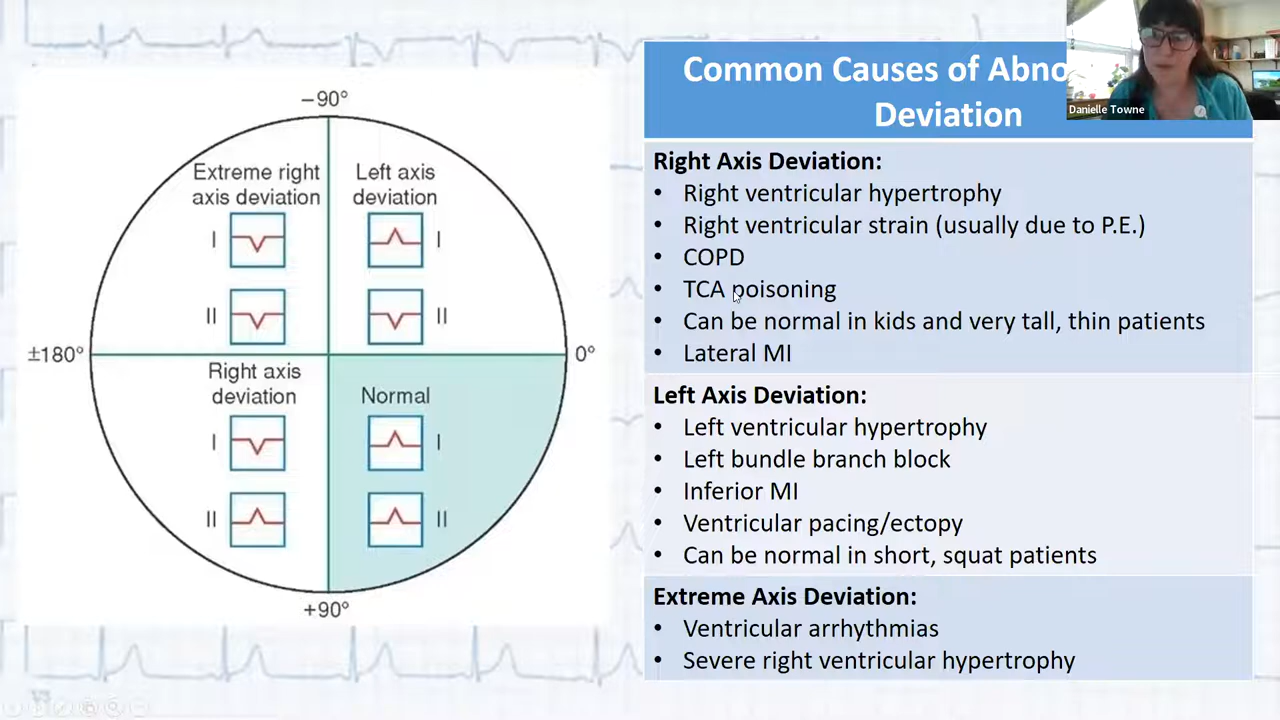 −90°
Extreme right
axis deviation
I
II
Left axis
deviation
I
II
±180°
0°
Right axis
deviation
I
II
Normal
I
II
+90°
Common Causes of
Deviation
Danielle Towne
Right Axis Deviation:
• Right ventricular hypertrophy
• Right ventricular strain (usually due to P.E.)
• COPD
• TCA poisoning
• Can be normal in kids and very tall, thin patients
• Lateral MI
Left Axis Deviation:
• Left ventricular hypertrophy
• Left bundle branch block
• Inferior MI
• Ventricular pacing/ectopy
• Can be normal in short, squat patients
Extreme Axis Deviation:
• Ventricular arrhythmias
• Severe right ventricular hypertrophy